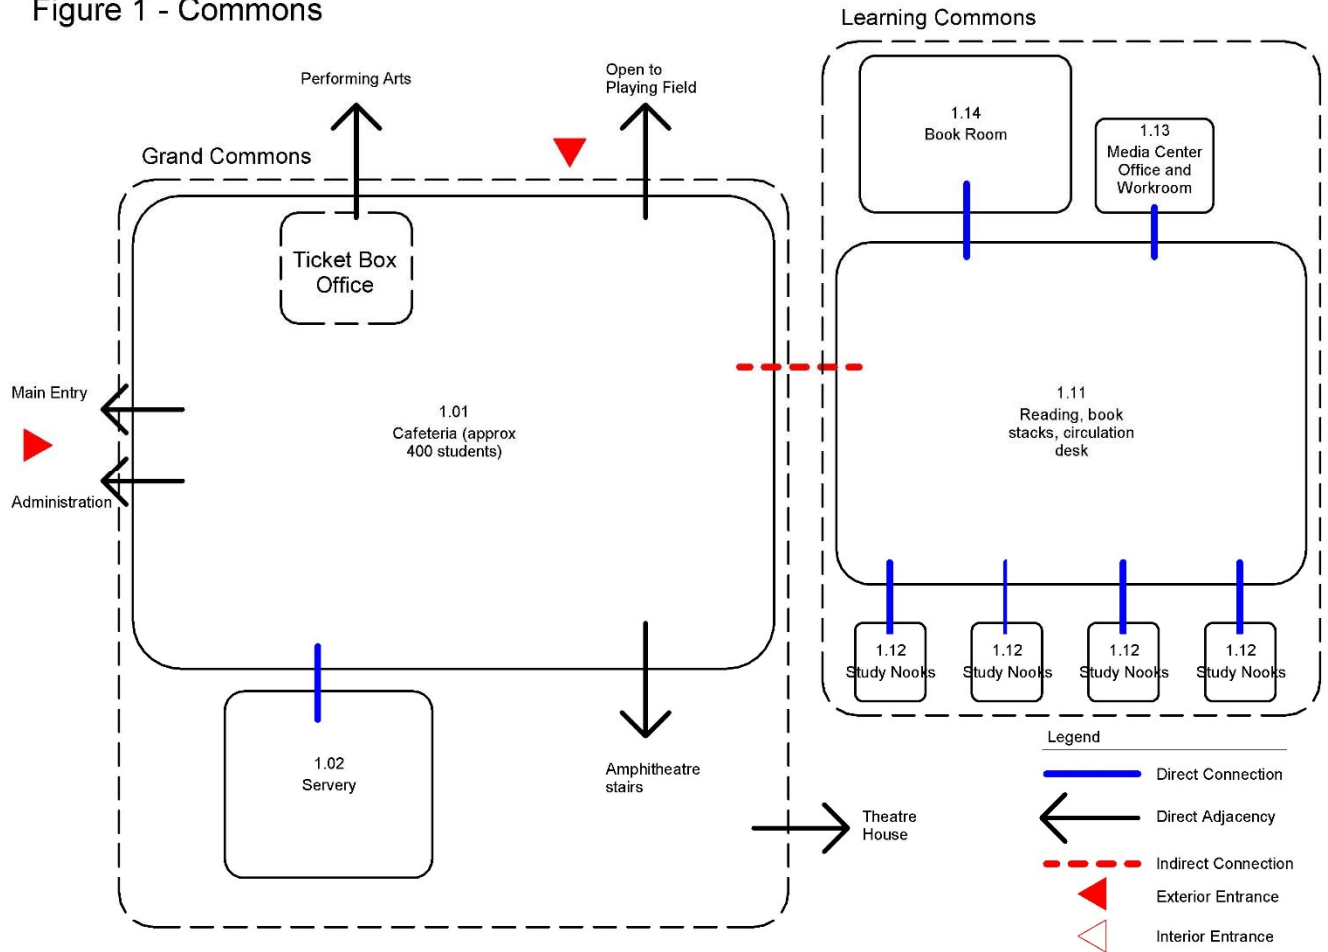 Figure 1 - Commons
Learning Commons
Performing Arts
Open to
Playing Field
Grand Commons
1.14
Book Room
1.13
Media Center
Office and
Workroom
Ticket Box
Office
Main Entry
1.01
Cafeteria (approx
400 students)
1.11
Reading, book
stacks, circulation
desk
Administration
1.12
Study Nooks
1.12
Study Nooks
1.12
Study Nooks
1.12
Study Nooks
1.02
Servery
Amphitheatre
stairs
Theatre
House
Legend
Direct Connection
Direct Adjacency
Indirect Connection
Exterior Entrance
Interior Entrance